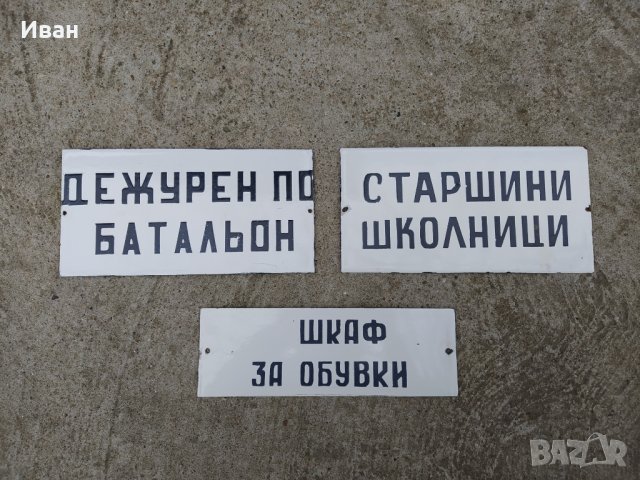 Иван
ДЕЖУРЕН ПО
БАТАЛЬОН
СТАРШИНИ
ШКОЛНИЦИ
ШКАФ
ЗА ОБУВКИ
BAZAR